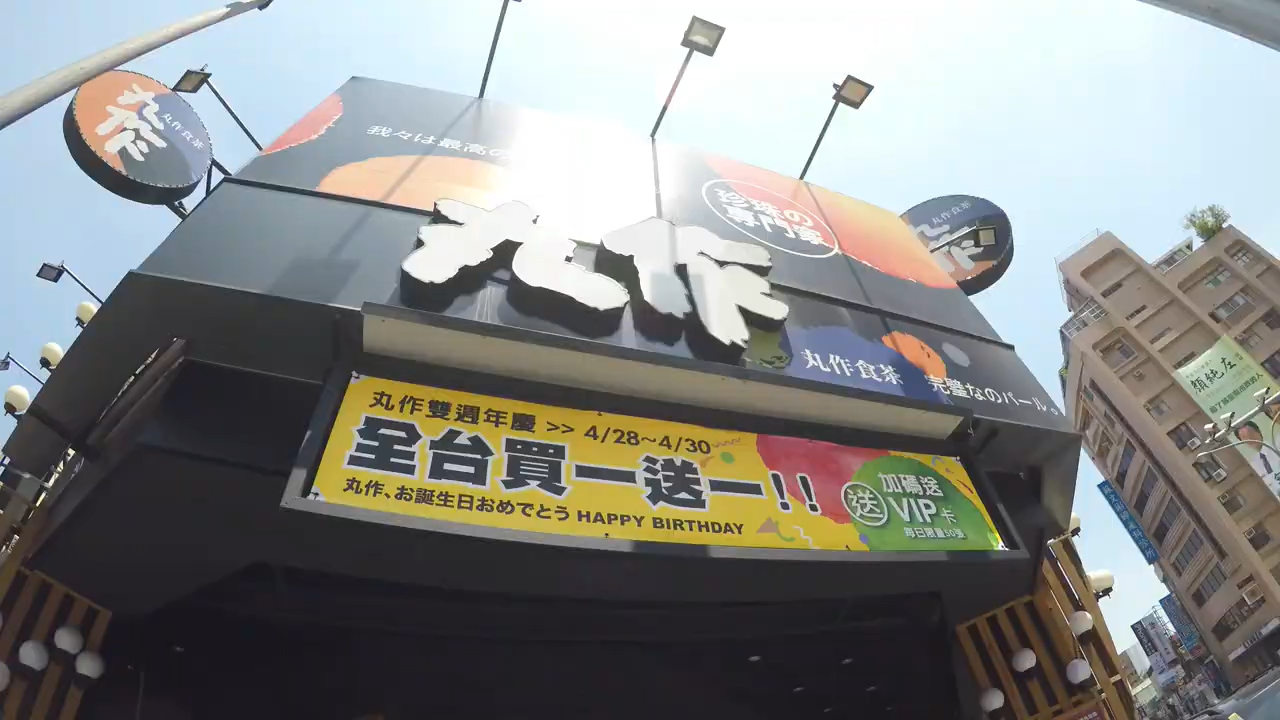 丸作
丸作食茶
我々は最高の
珍珠の
専門家
丸作食茶
丸作
丸作食茶
完璧なのパール。
丸作雙週年慶 >> 4/28~4/30
全台買一送一!!
丸作、お誕生日おめでとう HAPPY BIRTHDAY
送
加碼送
VIP卡
每日限量50張
顏純左